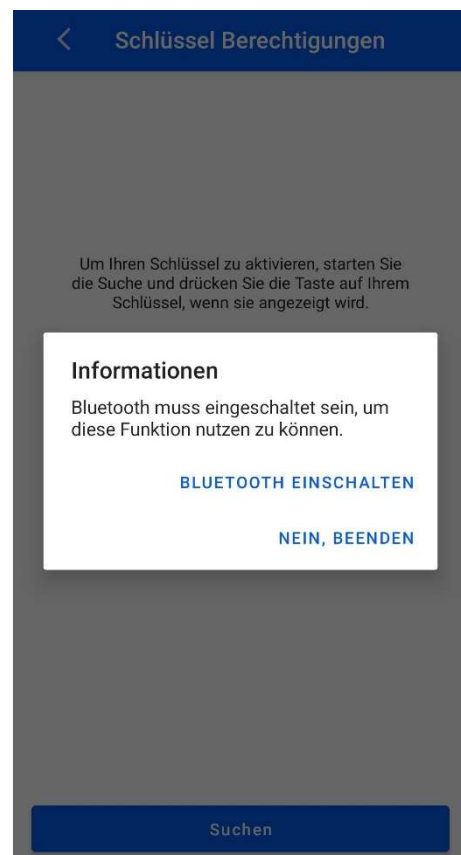 Schlüssel Berechtigungen
Um Ihren Schlüssel zu aktivieren, starten Sie
die Suche und drücken Sie die Taste auf Ihrem
Schlüssel, wenn sie angezeigt wird.
Informationen
Bluetooth muss eingeschaltet sein, um
diese Funktion nutzen zu können.
BLUETOOTH EINSCHALTEN
NEIN, BEENDEN
Suchen